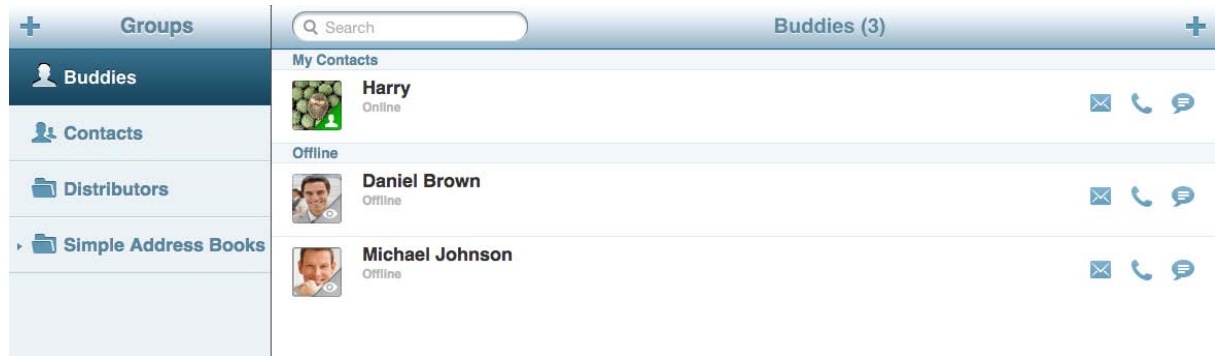 Groups
Search
Buddies (3)
Buddies
Contacts
Distributors
Simple Address Books
My Contacts
Harry
Online
Offline
Daniel Brown
Offline
Michael Johnson
Offline